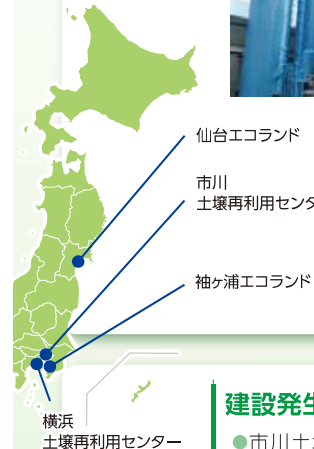 仙台エコランド
市川
土壌再利用センタ
袖ヶ浦エコランド
横浜
土壌再利用センター
建設発生
●市川土